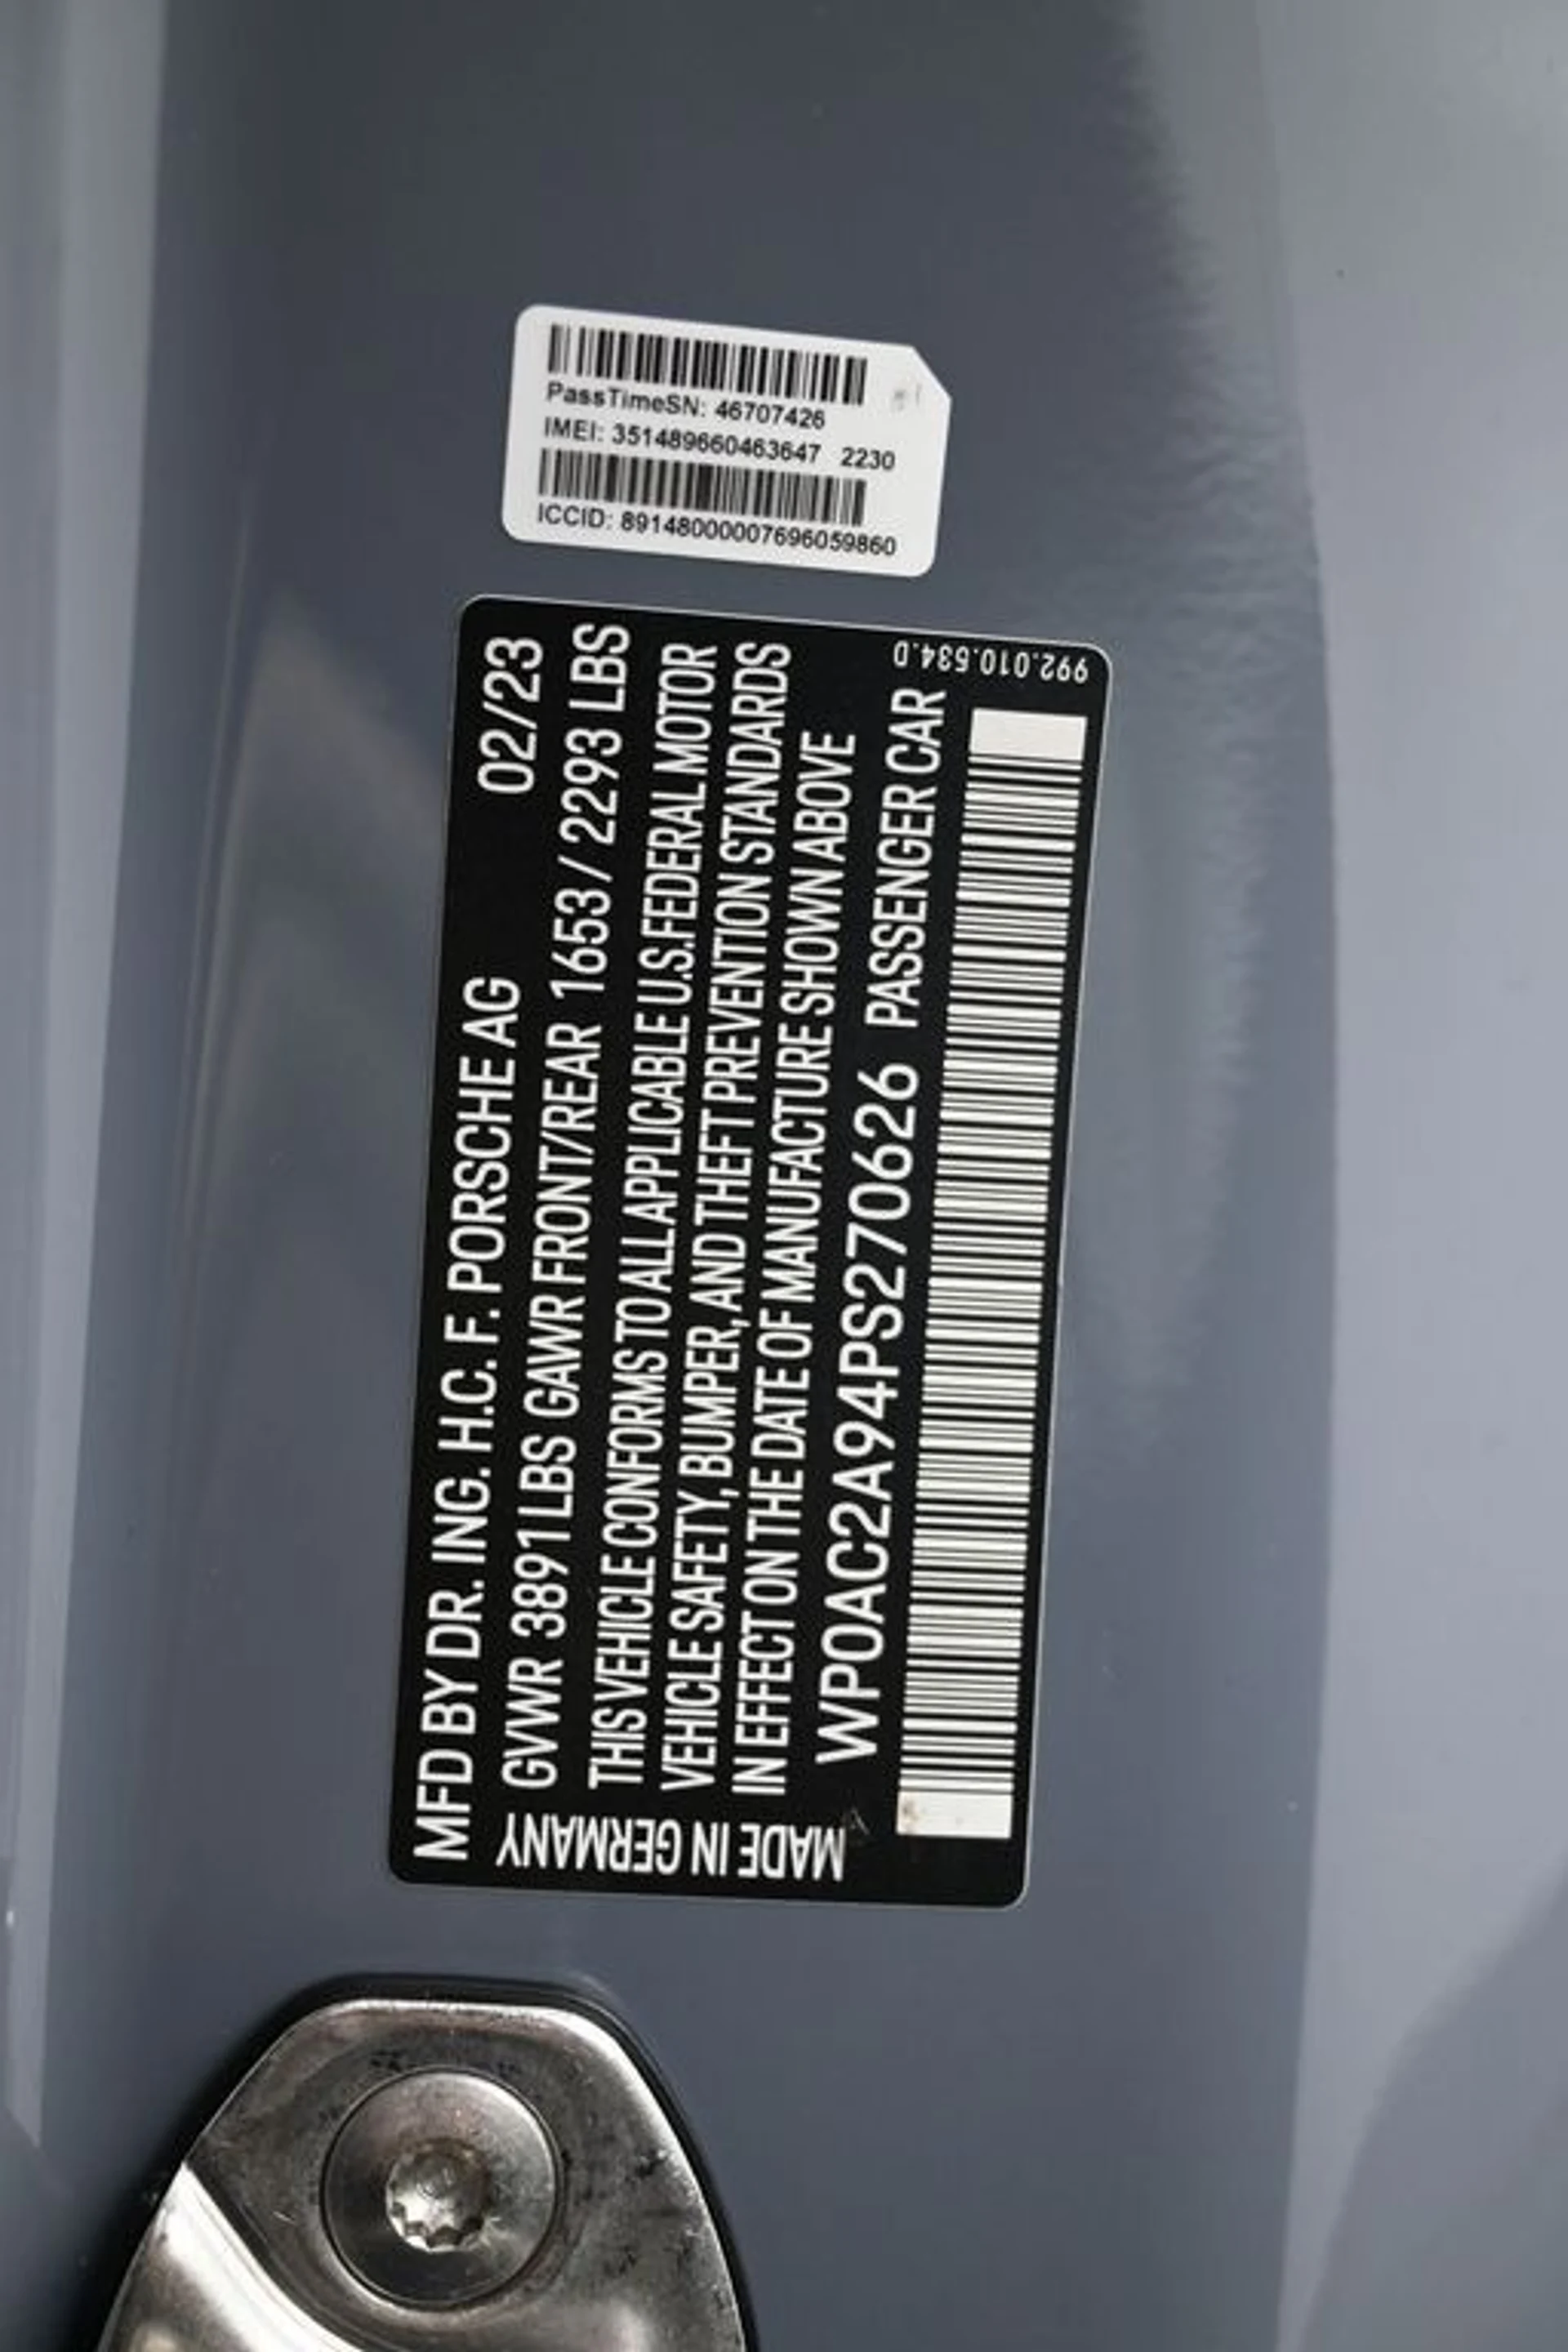 PassTimeSN: 46707426
IMEI: 351489660463647 2230
ICCID: 89148000007696059860
MFD BY DR. ING. H.C. F. PORSCHE AG 02/23
GVWR 3891 LBS GAWR FRONT/REAR 1653 / 2293 LBS
THIS VEHICLE CONFORMS TO ALL APPLICABLE U.S. FEDERAL MOTOR
VEHICLE SAFETY, BUMPER, AND THEFT PREVENTION STANDARDS
IN EFFECT ON THE DATE OF MANUFACTURE SHOWN ABOVE
WP0AC2A94PS270626 PASSENGER CAR
MADE IN GERMANY
992.010.534.D